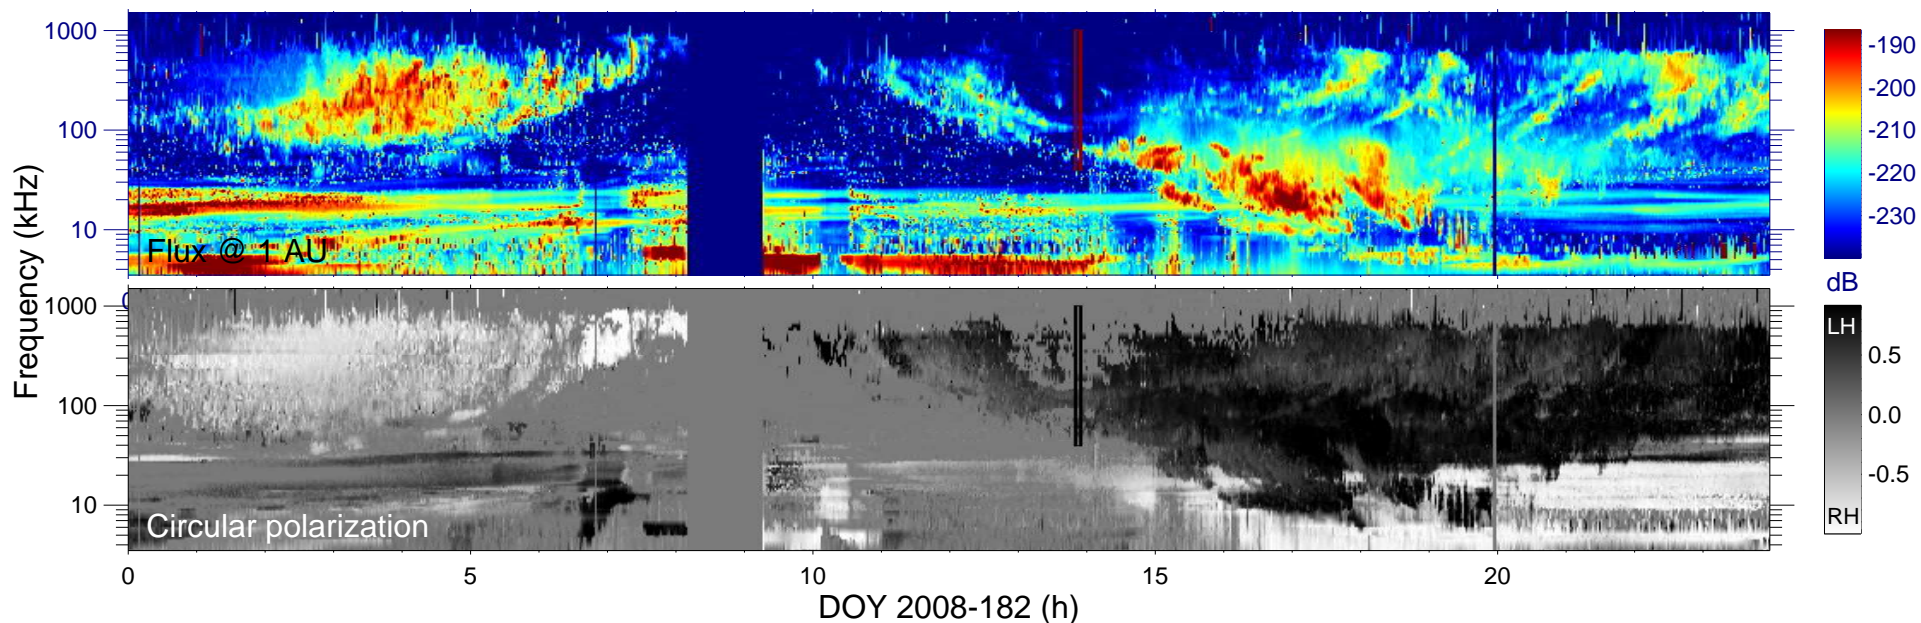 1000
100
10
Flux @ 1 AU
-190
-200
-210
-220
-230
dB
Frequency (kHz)
0
1000
100
10
Circular polarization
LH
0.5
0.0
-0.5
RH
0 5 10 15 20
DOY 2008-182 (h)